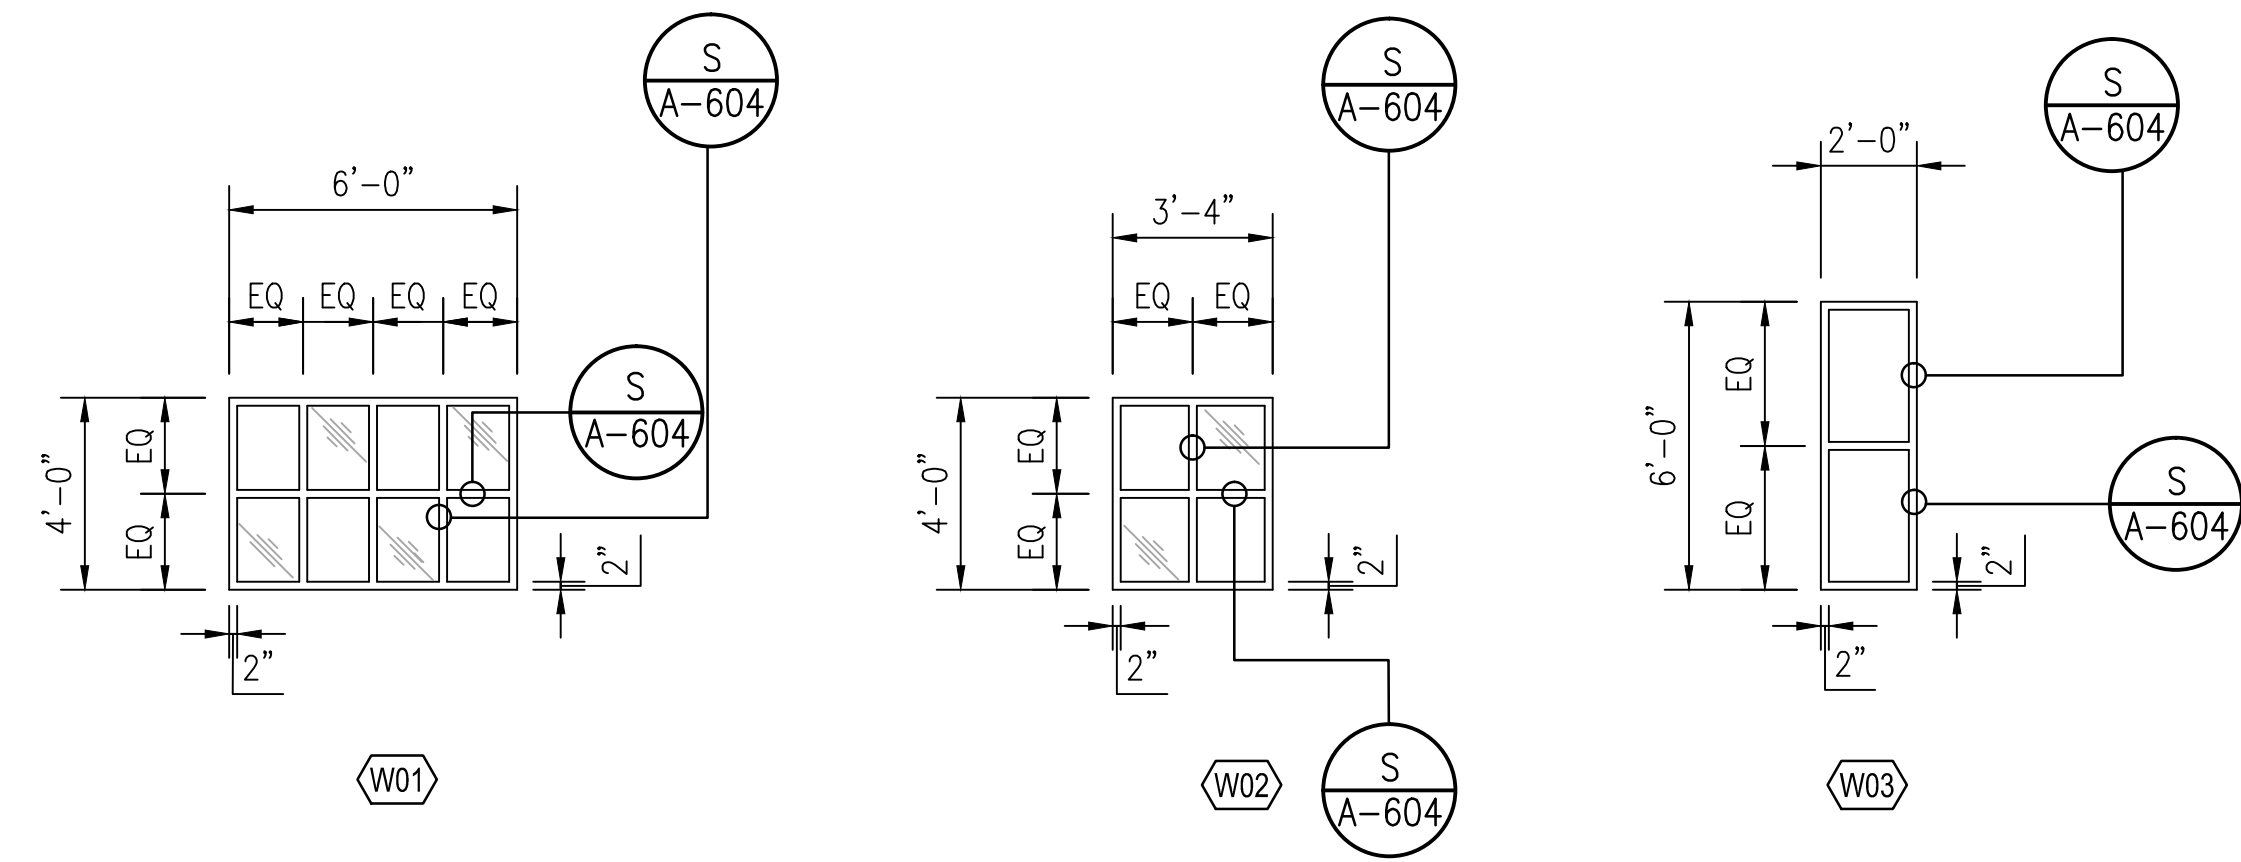 S
A-604
6'-0"
EQ EQ EQ EQ
S
A-604
4'-0"
EQ
EQ
2"
2"
W01
S
A-604
3'-4"
EQ EQ
4'-0"
EQ
EQ
2"
2"
W02
S
A-604
S
A-604
2'-0"
6'-0"
EQ
EQ
S
A-604
2"
2"
W03